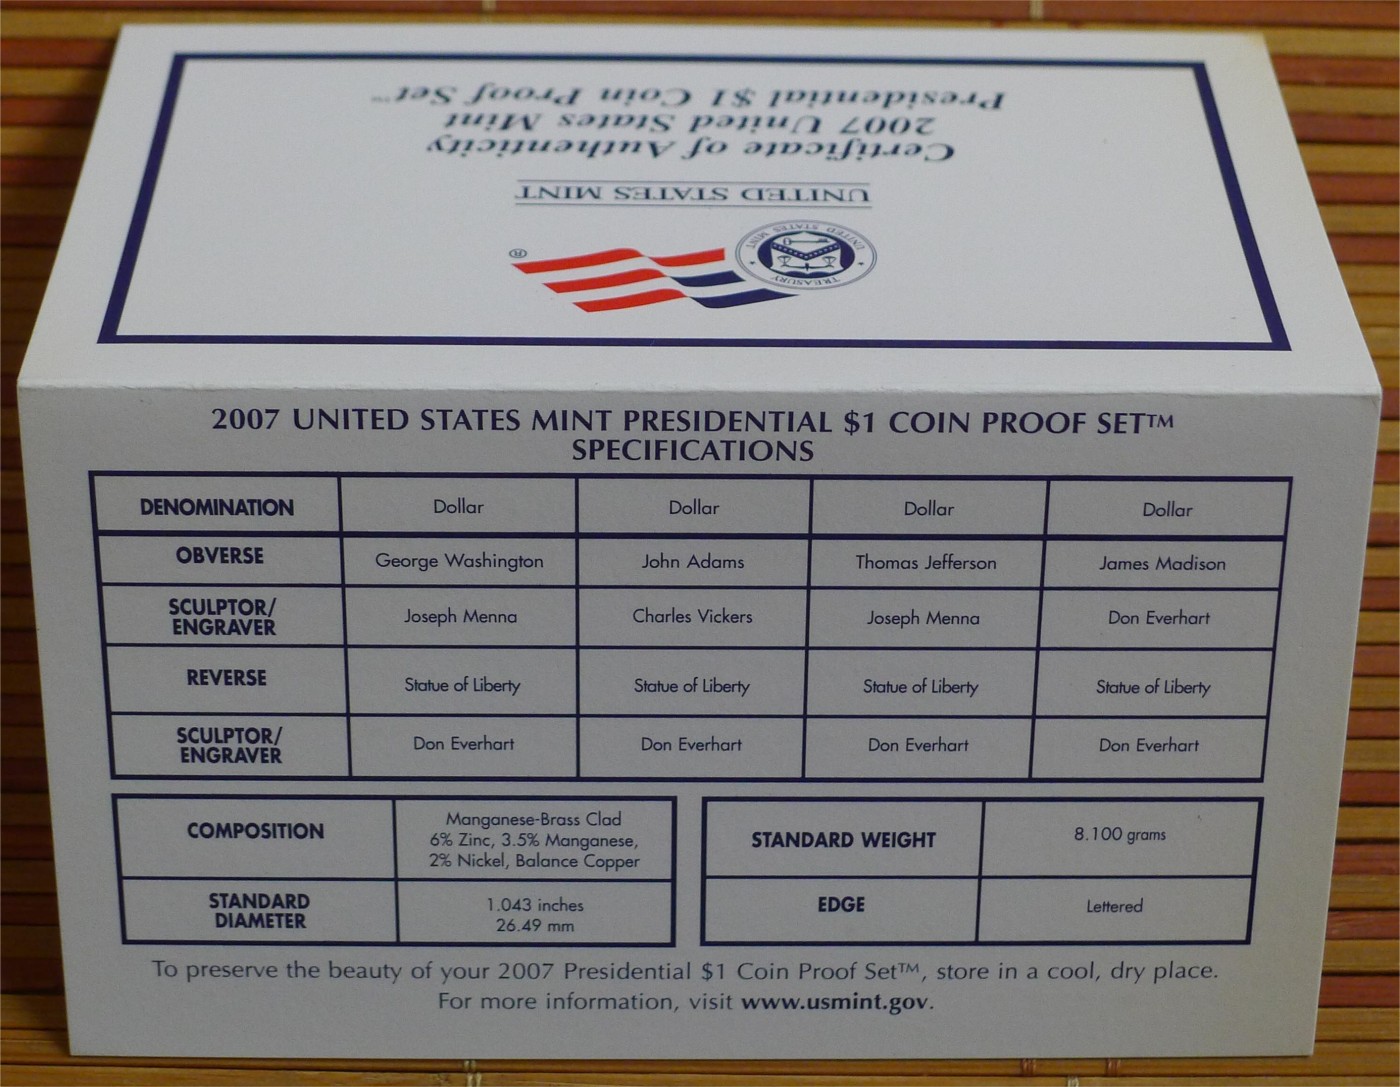 Certificate of Authenticity
2007 United States Mint
Presidential $1 Coin Proof Set™
UNITED STATES MINT
TREASURY
UNITED STATES MINT
®
2007 UNITED STATES MINT PRESIDENTIAL $1 COIN PROOF SET™
SPECIFICATIONS
DENOMINATION Dollar Dollar Dollar Dollar
OBVERSE George Washington John Adams Thomas Jefferson James Madison
SCULPTOR/
ENGRAVER Joseph Menna Charles Vickers Joseph Menna Don Everhart
REVERSE Statue of Liberty Statue of Liberty Statue of Liberty Statue of Liberty
SCULPTOR/
ENGRAVER Don Everhart Don Everhart Don Everhart Don Everhart
COMPOSITION Manganese-Brass Clad
6% Zinc, 3.5% Manganese,
2% Nickel, Balance Copper
STANDARD
DIAMETER 1.043 inches
26.49 mm
STANDARD WEIGHT 8.100 grams
EDGE Lettered
To preserve the beauty of your 2007 Presidential $1 Coin Proof Set™, store in a cool, dry place.
For more information, visit www.usmint.gov.